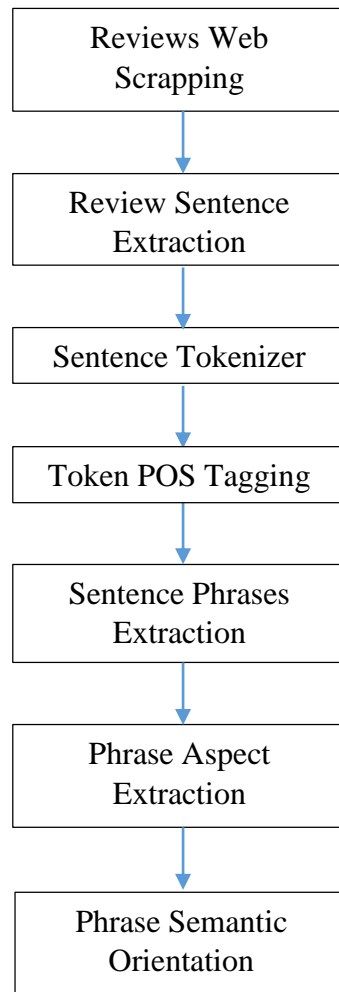 Reviews Web
Scrapping
Review Sentence
Extraction
Sentence Tokenizer
Token POS Tagging
Sentence Phrases
Extraction
Phrase Aspect
Extraction
Phrase Semantic
Orientation